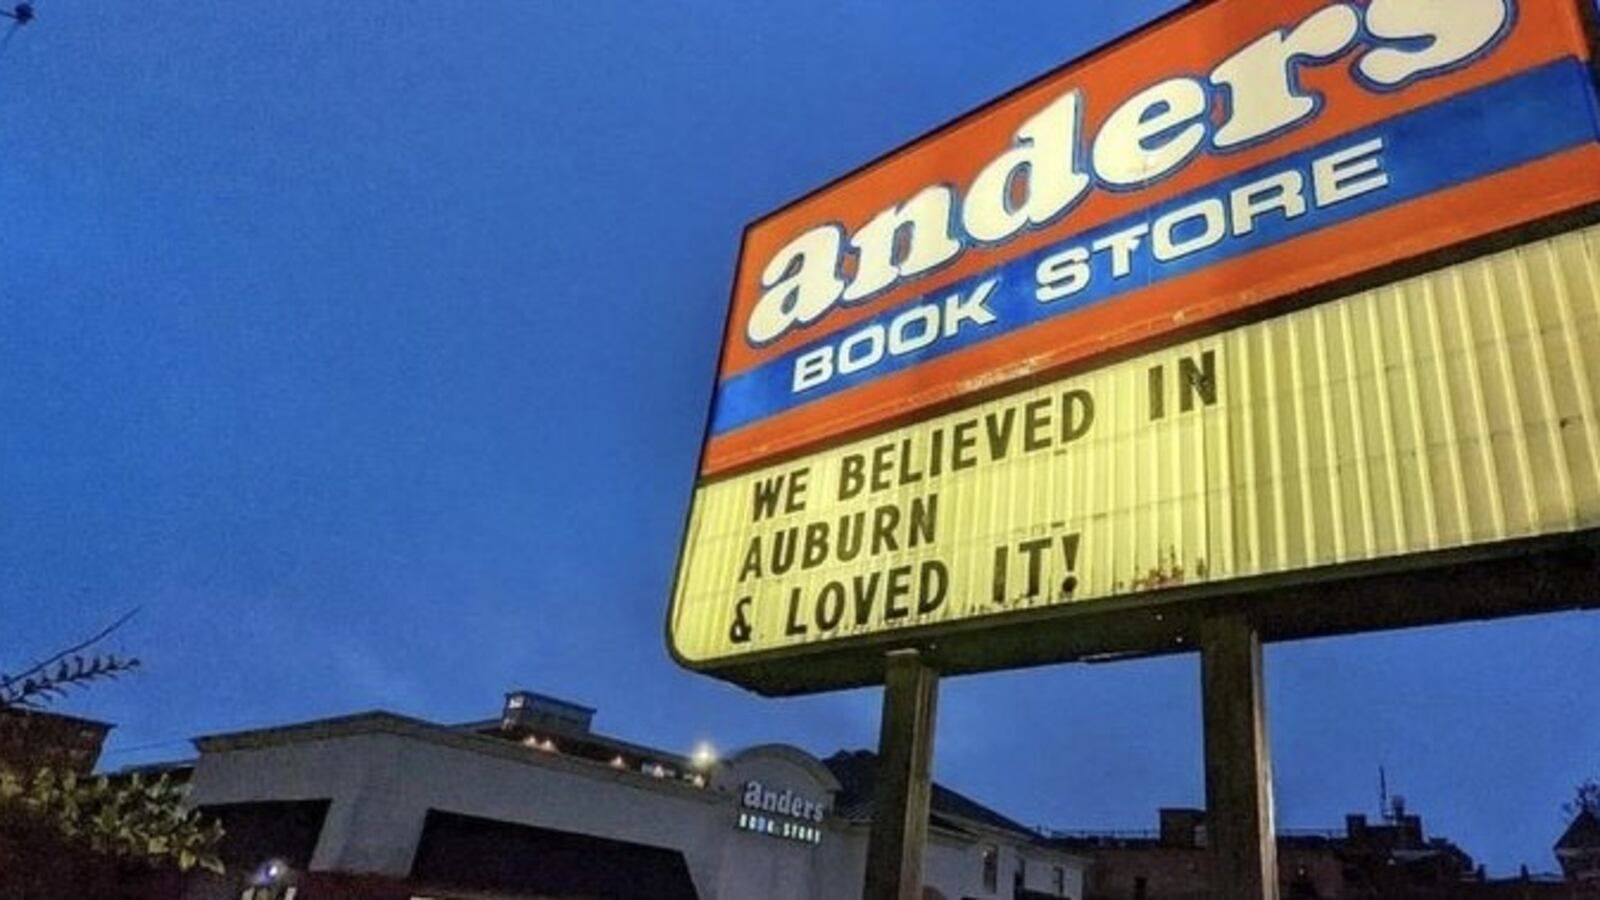 anders
BOOK STORE
WE BELIEVED IN
AUBURN
& LOVED IT!
anders
BOOK STORE